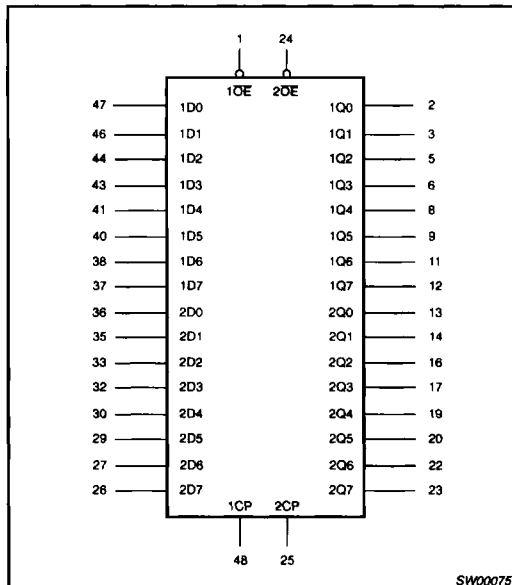 1 24
1O̅E̅ 2O̅E̅
47 1D0 1Q0 2
46 1D1 1Q1 3
44 1D2 1Q2 5
43 1D3 1Q3 6
41 1D4 1Q4 8
40 1D5 1Q5 9
38 1D6 1Q6 11
37 1D7 1Q7 12
36 2D0 2Q0 13
35 2D1 2Q1 14
33 2D2 2Q2 16
32 2D3 2Q3 17
30 2D4 2Q4 19
29 2D5 2Q5 20
27 2D6 2Q6 22
26 2D7 2Q7 23
1CP 2CP
48 25
SW00075